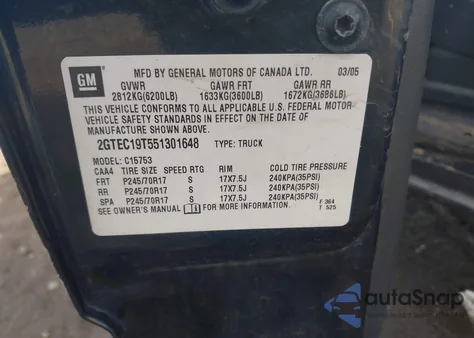 GM
MFD BY GENERAL MOTORS OF CANADA LTD. 03/05
GVWR GAWR FRT GAWR RR
2812KG(6200LB) 1633KG(3600LB) 1672KG(3686LB)
THIS VEHICLE CONFORMS TO ALL APPLICABLE U.S. FEDERAL MOTOR
VEHICLE SAFETY STANDARDS IN EFFECT ON THE DATE OF
MANUFACTURE SHOWN ABOVE.
2GTEC19T551301648 TYPE: TRUCK
MODEL: C15753
CAA4 TIRE SIZE SPEED RTG RIM COLD TIRE PRESSURE
FRT P245/70R17 S 17X7.5J 240KPA(35PSI)
RR P245/70R17 S 17X7.5J 240KPA(35PSI)
SPA P245/70R17 S 17X7.5J 240KPA(35PSI)
SEE OWNER'S MANUAL FOR MORE INFORMATION. F 364
T 525
autoSnap